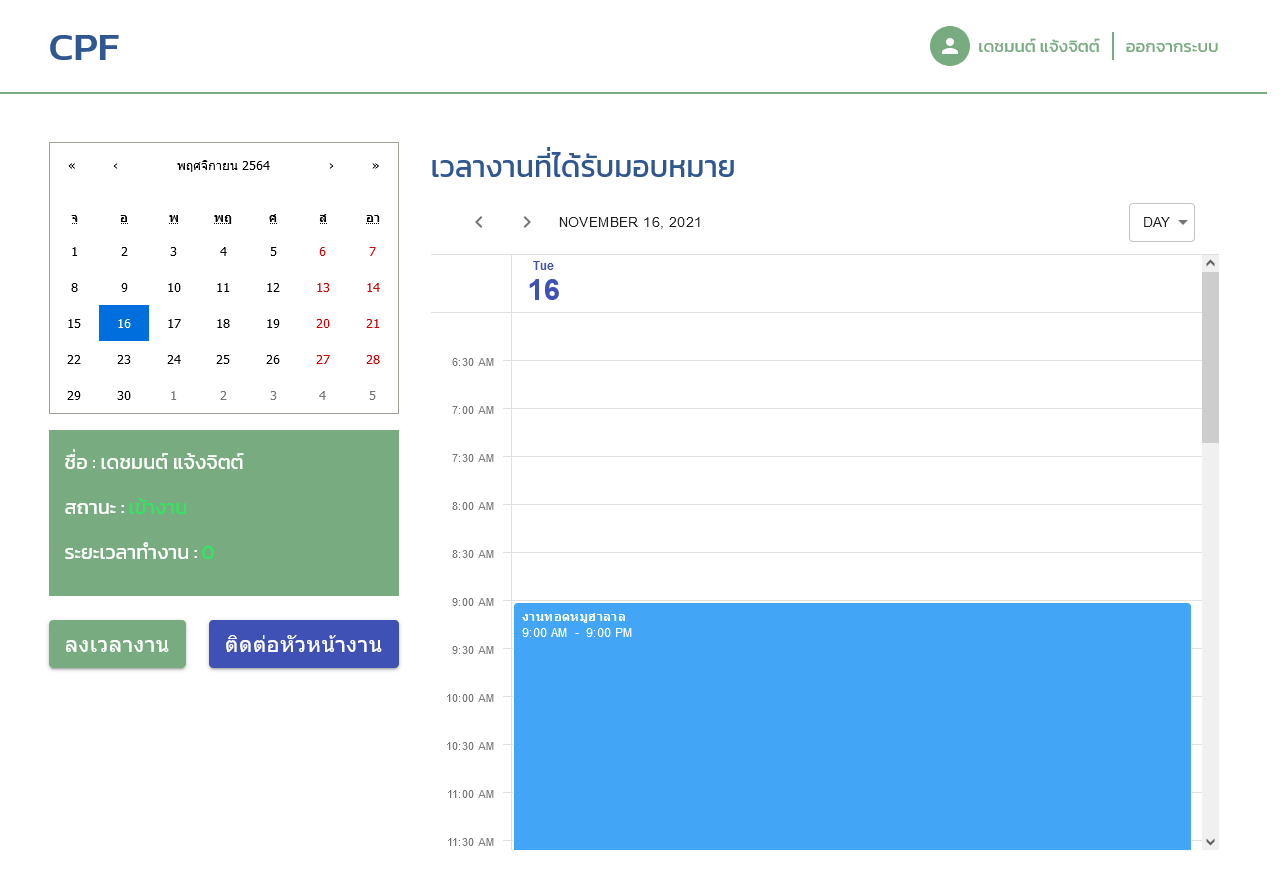 CPF
เดชมนต์ แจ้งจิตต์
ออกจากระบบ
« ‹ พฤศจิกายน 2564 › »
จ อ พ พฤ ศ ส อา
1 2 3 4 5 6 7
8 9 10 11 12 13 14
15 16 17 18 19 20 21
22 23 24 25 26 27 28
29 30 1 2 3 4 5
ชื่อ : เดชมนต์ แจ้งจิตต์
สถานะ : เข้างาน
ระยะเวลาทำงาน : 0
ลงเวลางาน
ติดต่อหัวหน้างาน
เวลางานที่ได้รับมอบหมาย
NOVEMBER 16, 2021
DAY
Tue
16
6:30 AM
7:00 AM
7:30 AM
8:00 AM
8:30 AM
9:00 AM
งานทอดหมูฮาลาล
9:00 AM - 9:00 PM
9:30 AM
10:00 AM
10:30 AM
11:00 AM
11:30 AM